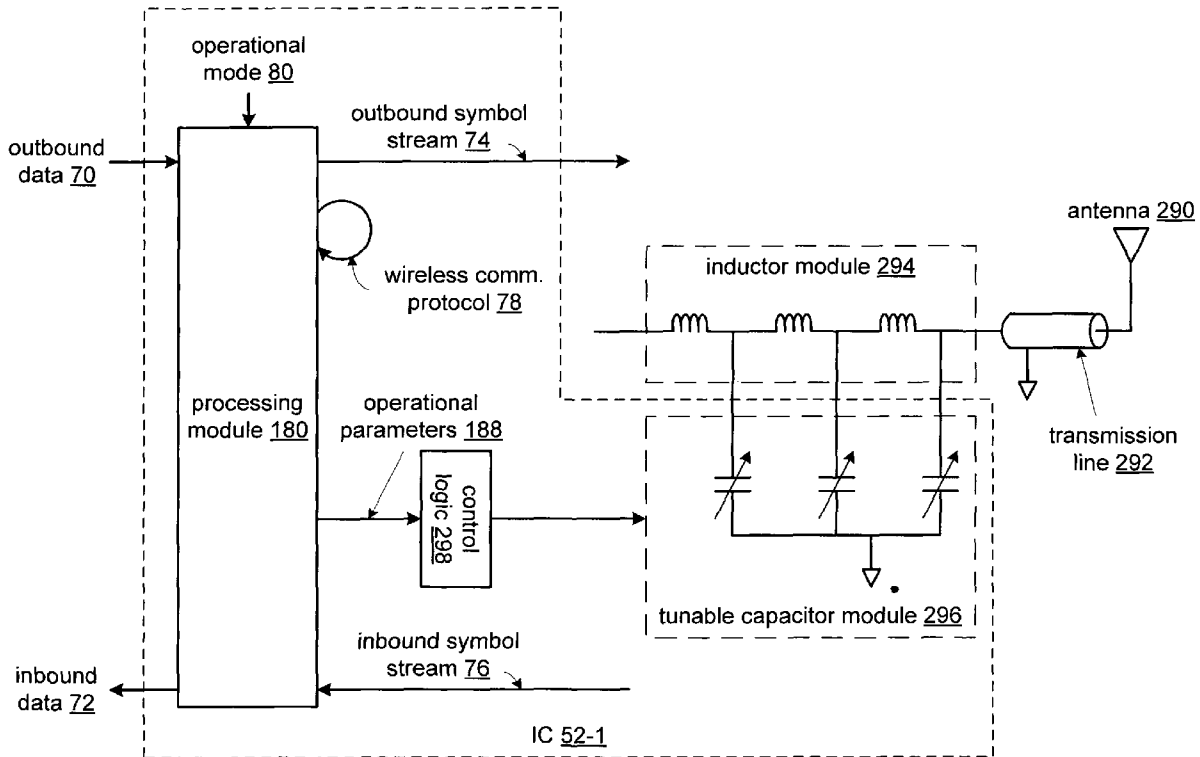 operational
mode 80
outbound symbol
stream 74
outbound
data 70
antenna 290
inductor module 294
wireless comm.
protocol 78
processing
module 180
operational
parameters 188
control
logic 298
transmission
line 292
tunable capacitor module 296
inbound symbol
stream 76
inbound
data 72
IC 52-1